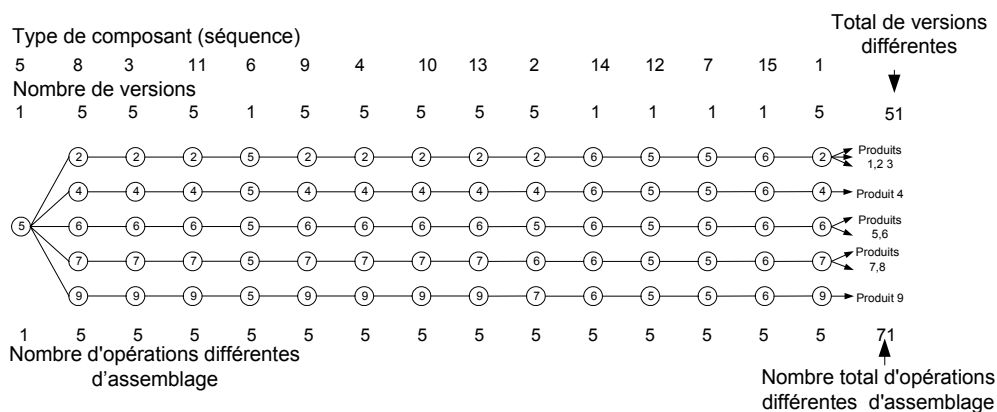 Total de versions
différentes
Type de composant (séquence)
5 8 3 11 6 9 4 10 13 2 14 12 7 15 1
Nombre de versions
1 5 5 5 1 5 5 5 5 5 1 1 1 1 5 51
2 2 2 5 2 2 2 2 2 6 5 5 6 2
Produits
1,2 3
4 4 4 5 4 4 4 4 4 6 5 5 6 4
Produit 4
5
6 6 6 5 6 6 6 6 5 6 5 5 6 6
Produits
5,6
7 7 7 5 7 7 7 7 6 6 5 5 6 7
Produits
7,8
9 9 9 5 9 9 9 9 7 6 5 5 6 9
Produit 9
1 5 5 5 5 5 5 5 5 5 5 5 5 5 5 71
Nombre d'opérations différentes
d'assemblage
Nombre total d'opérations
différentes d'assemblage